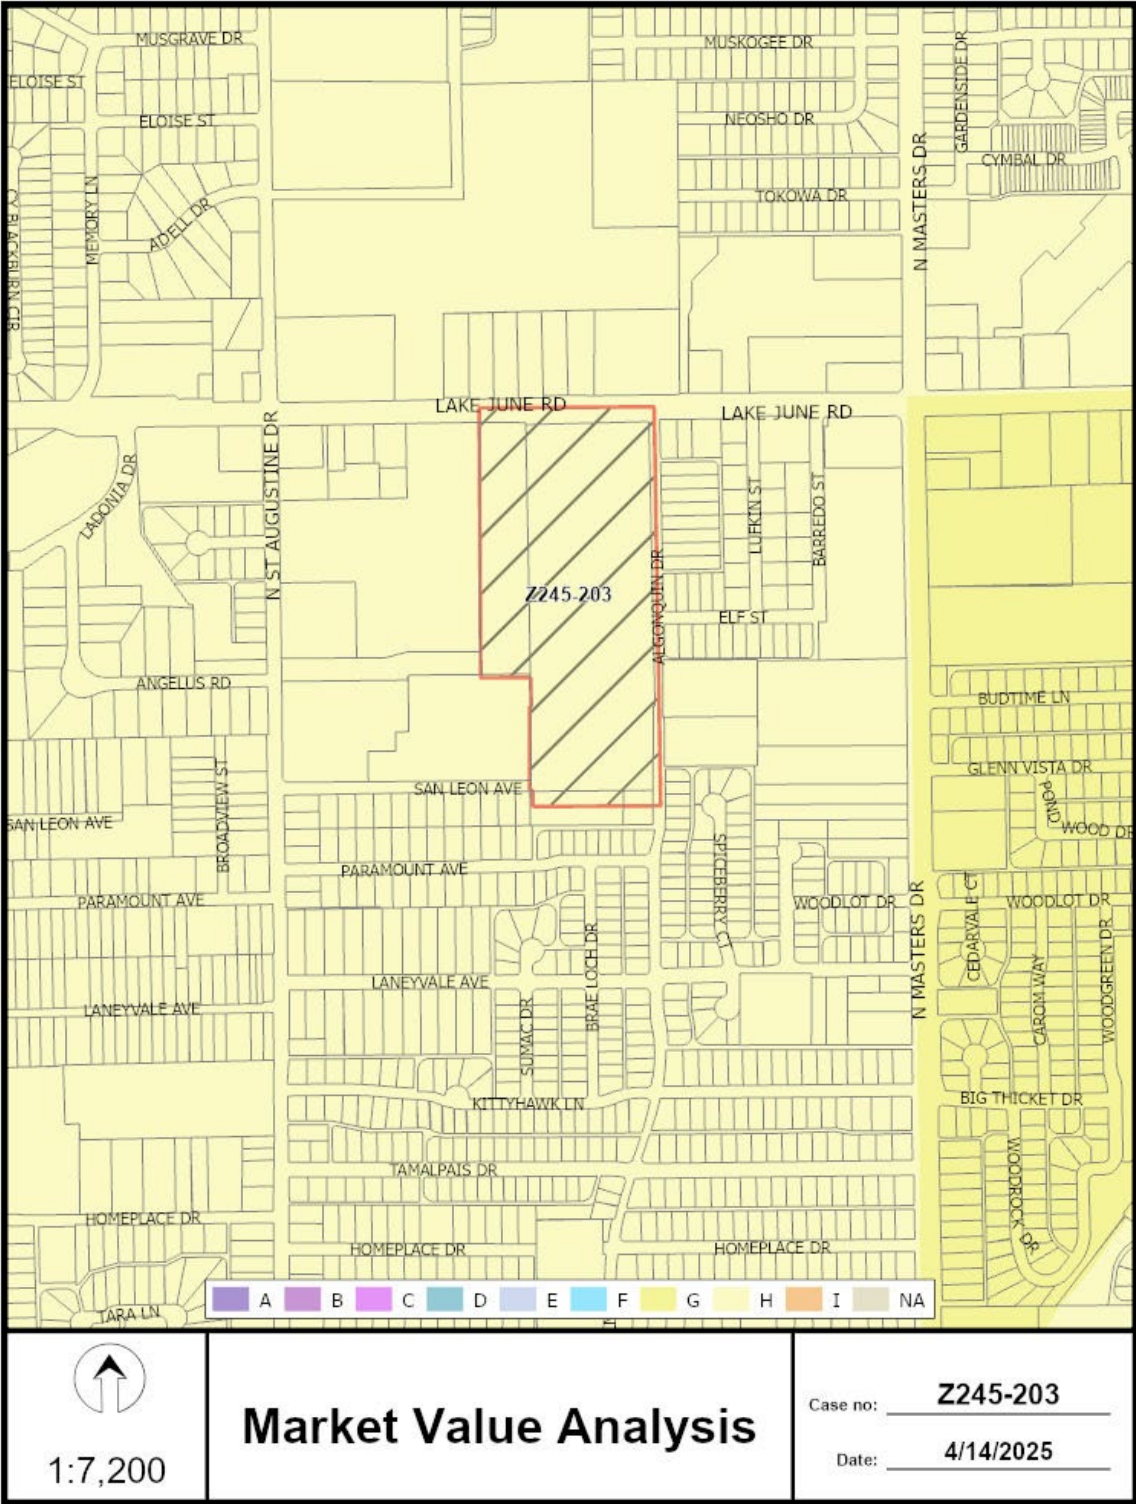 MUSGRAVE DR
MUSKOGEE DR
GARDENSIDE DR
ELOISE ST
ELOISE ST
NEOSHO DR
CYMBAL DR
N MASTERS DR
TOKOWA DR
MEMORY LN
ADELL DR
CY BLACKBURN CIR
LAKE JUNE RD
LAKE JUNE RD
N ST AUGUSTINE DR
LADONIA DR
LUFKIN ST
BARREDO ST
Z245-203
ALGONQUIN DR
ELF ST
ANGELUS RD
BUDTIME LN
GLENN VISTA DR
SAN LEON AVE
SAN LEON AVE
BROADVIEW ST
POND
WOOD DR
SPICEBERRY CT
PARAMOUNT AVE
PARAMOUNT AVE
WOODLOT DR
WOODLOT DR
CEDARVALE CT
N MASTERS DR
BRAE LOCH DR
LANEYVALE AVE
LANEYVALE AVE
SUMAC DR
CAROM WAY
WOODGREEN DR
KITTYHAWK LN
BIG THICKET DR
TAMALPAIS DR
WOODROCK DR
HOMEPLACE DR
HOMEPLACE DR
HOMEPLACE DR
TARA LN
A B C D E F G H I NA
1:7,200
Market Value Analysis
Case no: Z245-203
Date: 4/14/2025